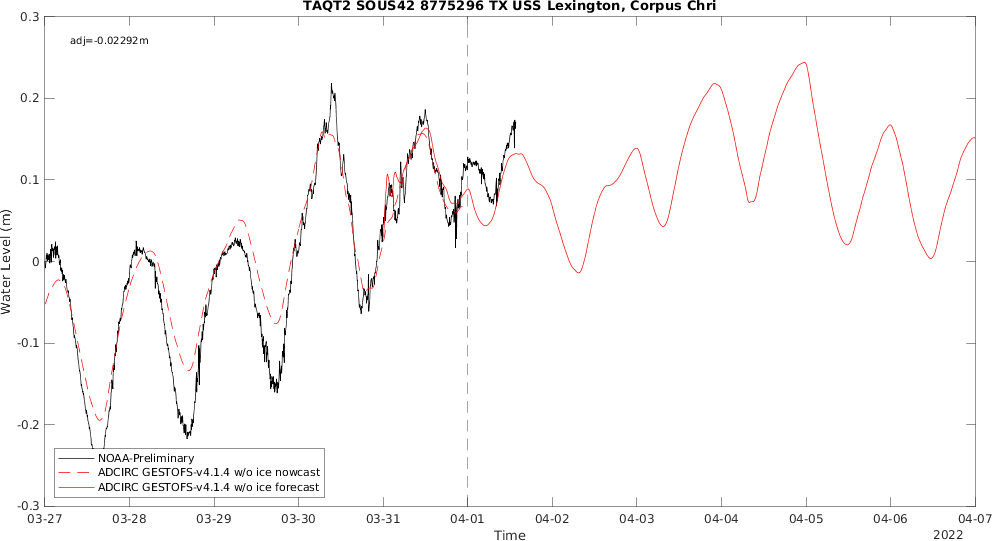 TAQT2 SOUS42 8775296 TX USS Lexington, Corpus Chri
adj=-0.02292m
0.3
0.2
0.1
0
-0.1
-0.2
-0.3
Water Level (m)
NOAA-Preliminary
ADCIRC GESTOFS-v4.1.4 w/o ice nowcast
ADCIRC GESTOFS-v4.1.4 w/o ice forecast
03-27 03-28 03-29 03-30 03-31 04-01 04-02 04-03 04-04 04-05 04-06 04-07
Time
2022